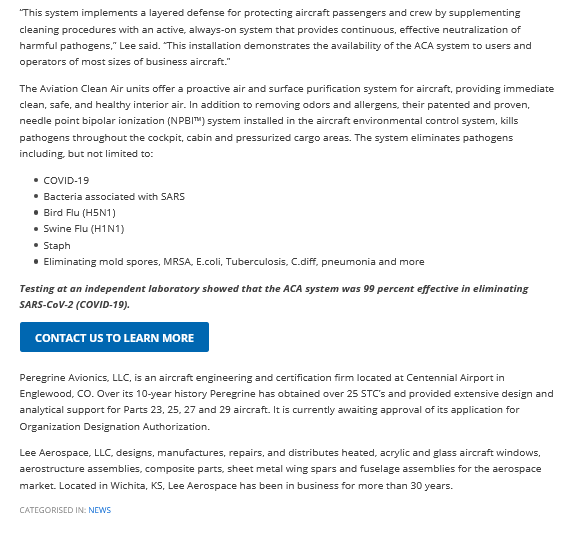 "This system implements a layered defense for protecting aircraft passengers and crew by supplementing
cleaning procedures with an active, always-on system that provides continuous, effective neutralization of
harmful pathogens," Lee said. "This installation demonstrates the availability of the ACA system to users and
operators of most sizes of business aircraft."
The Aviation Clean Air units offer a proactive air and surface purification system for aircraft, providing immediate
clean, safe, and healthy interior air. In addition to removing odors and allergens, their patented and proven,
needle point bipolar ionization (NPBI™) system installed in the aircraft environmental control system, kills
pathogens throughout the cockpit, cabin and pressurized cargo areas. The system eliminates pathogens
including, but not limited to:
• COVID-19
• Bacteria associated with SARS
• Bird Flu (H5N1)
• Swine Flu (H1N1)
• Staph
• Eliminating mold spores, MRSA, E.coli, Tuberculosis, C.diff, pneumonia and more
Testing at an independent laboratory showed that the ACA system was 99 percent effective in eliminating
SARS-CoV-2 (COVID-19).
CONTACT US TO LEARN MORE
Peregrine Avionics, LLC, is an aircraft engineering and certification firm located at Centennial Airport in
Englewood, CO. Over its 10-year history Peregrine has obtained over 25 STC's and provided extensive design and
analytical support for Parts 23, 25, 27 and 29 aircraft. It is currently awaiting approval of its application for
Organization Designation Authorization.
Lee Aerospace, LLC, designs, manufactures, repairs, and distributes heated, acrylic and glass aircraft windows,
aerostructure assemblies, composite parts, sheet metal wing spars and fuselage assemblies for the aerospace
market. Located in Wichita, KS, Lee Aerospace has been in business for more than 30 years.
CATEGORISED IN: NEWS